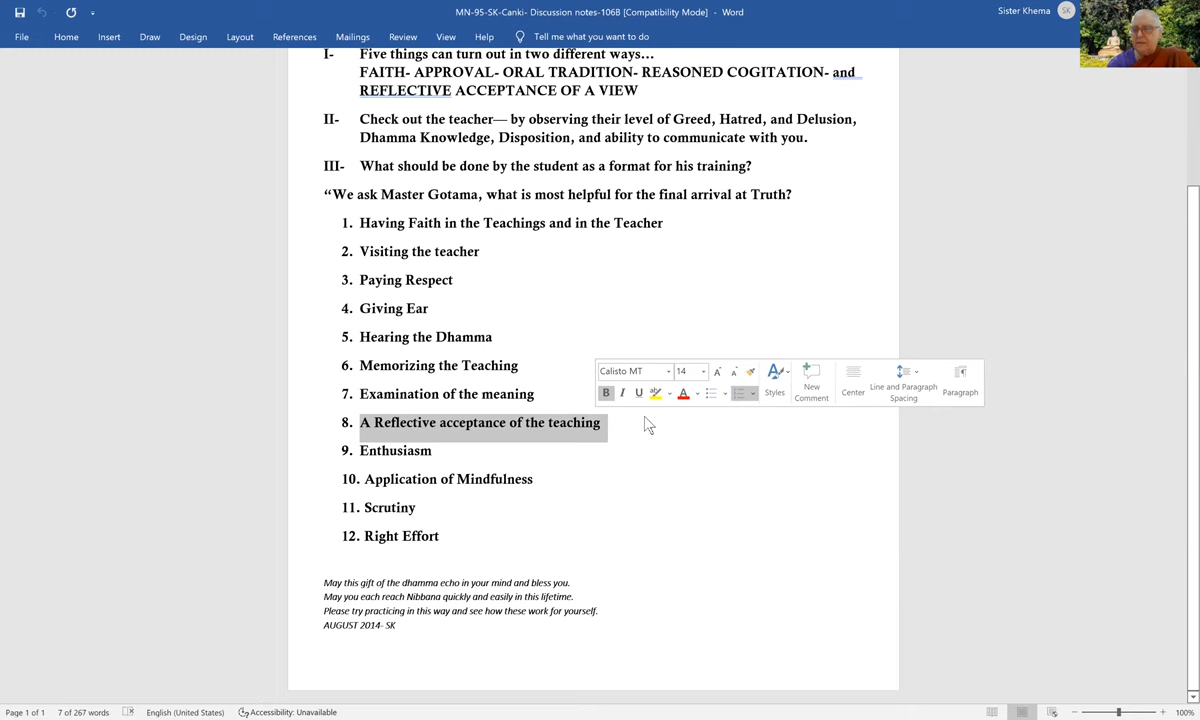 MN-95-SK-Canki- Discussion notes-106B [Compatibility Mode] - Word
Sister Khema SK
File Home Insert Draw Design Layout References Mailings Review View Help Tell me what you want to do
I- Five things can turn out in two different ways…
FAITH- APPROVAL- ORAL TRADITION- REASONED COGITATION- and
REFLECTIVE ACCEPTANCE OF A VIEW
II- Check out the teacher— by observing their level of Greed, Hatred, and Delusion,
Dhamma Knowledge, Disposition, and ability to communicate with you.
III- What should be done by the student as a format for his training?
“We ask Master Gotama, what is most helpful for the final arrival at Truth?
1. Having Faith in the Teachings and in the Teacher
2. Visiting the teacher
3. Paying Respect
4. Giving Ear
5. Hearing the Dhamma
6. Memorizing the Teaching
7. Examination of the meaning
8. A Reflective acceptance of the teaching
9. Enthusiasm
10. Application of Mindfulness
11. Scrutiny
12. Right Effort
Calisto MT 14
B I U ab A Styles New Comment Center Line and Paragraph Spacing Paragraph
May this gift of the dhamma echo in your mind and bless you.
May you each reach Nibbana quickly and easily in this lifetime.
Please try practicing in this way and see how these work for yourself.
AUGUST 2014- SK
Page 1 of 1 7 of 267 words English (United States) Accessibility: Unavailable 100%